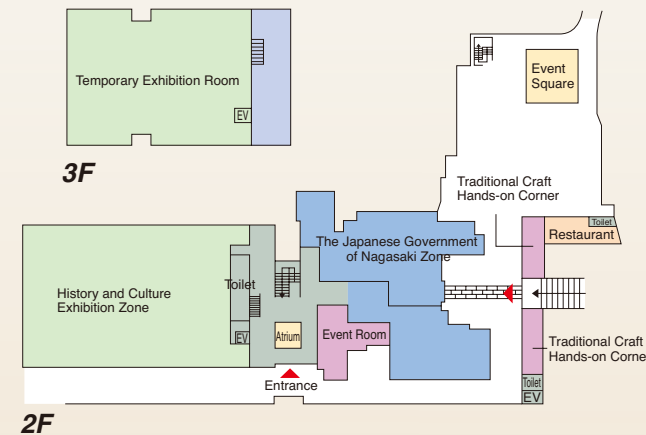 Temporary Exhibition Room
EV
3F
Event
Square
Traditional Craft
Hands-on Corner
Toilet
Restaurant
The Japanese Government
of Nagasaki Zone
Toilet
History and Culture
Exhibition Zone
EV
Atrium
Event Room
Entrance
Traditional Craft
Hands-on Corner
Toilet
EV
2F